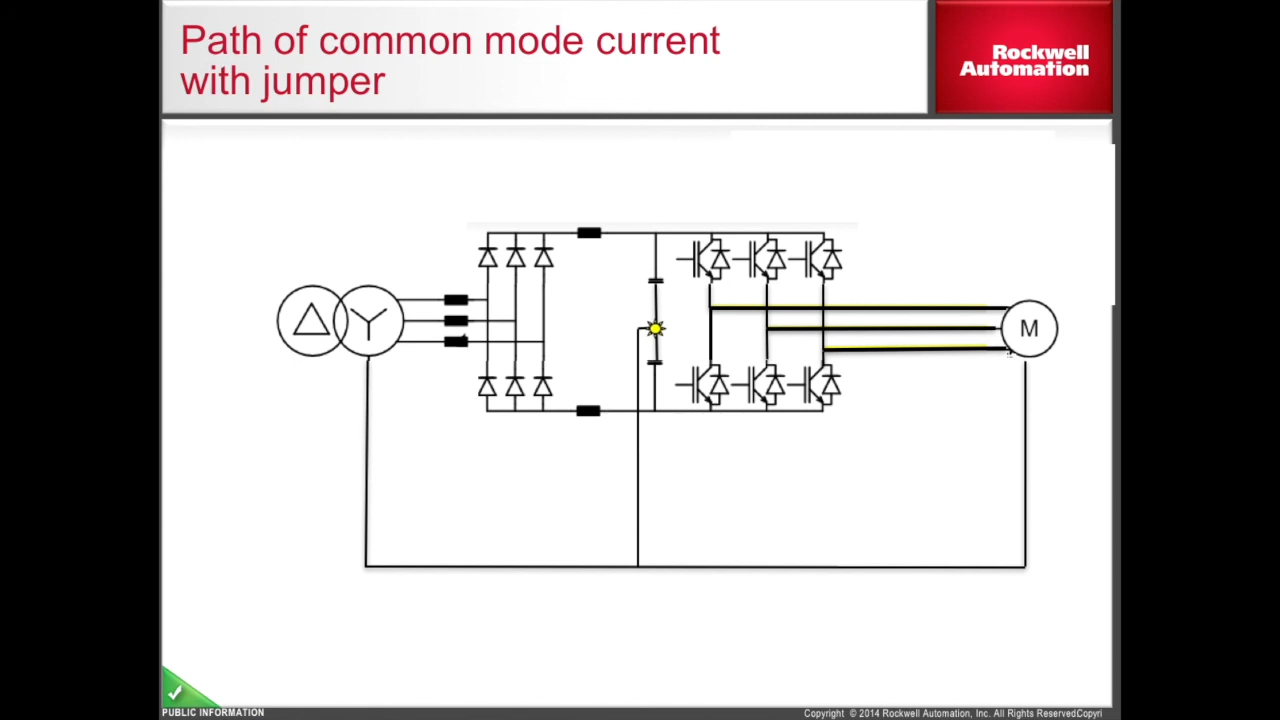 Path of common mode current
with jumper
Rockwell
Automation
M
PUBLIC INFORMATION
Copyright © 2014 Rockwell Automation, Inc. All Rights ReservedCopyri